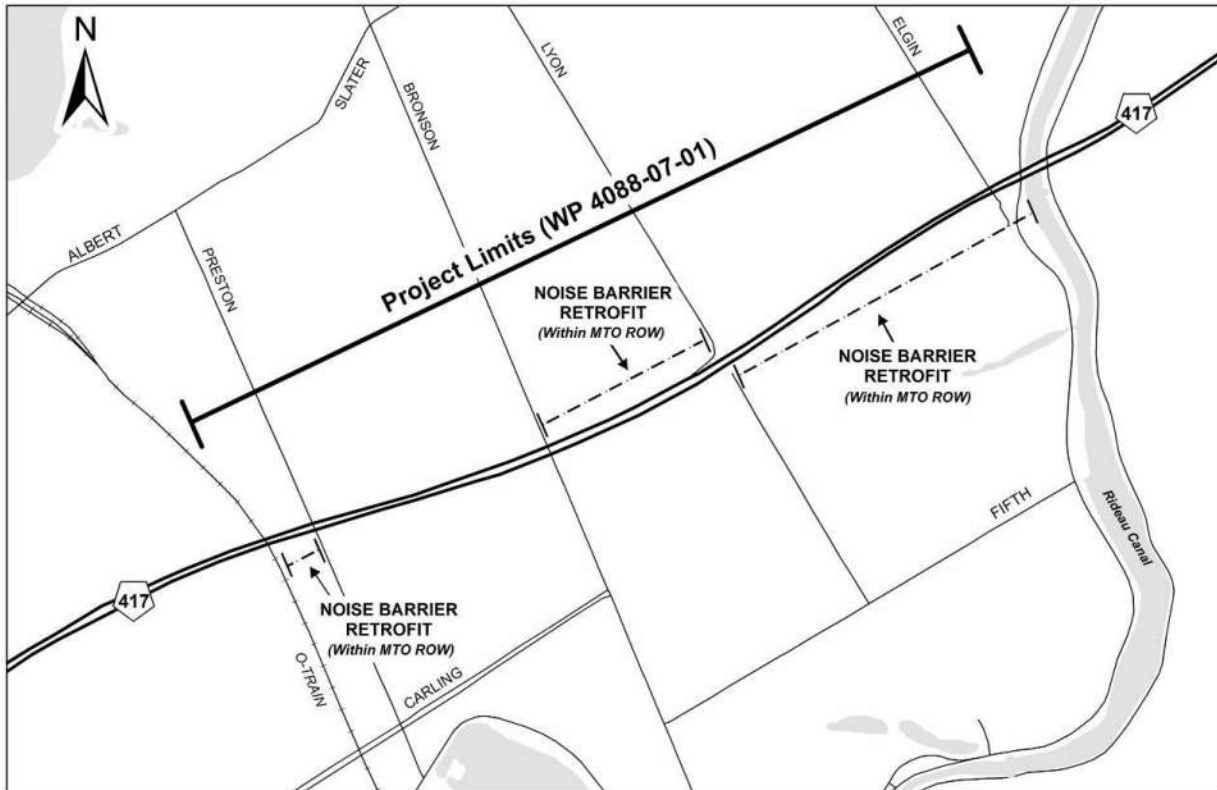 N
SLATER
LYON
ELGIN
BRONSON
417
Project Limits (WP 4088-07-01)
ALBERT
PRESTON
NOISE BARRIER
RETROFIT
(Within MTO ROW)
NOISE BARRIER
RETROFIT
(Within MTO ROW)
FIFTH
Rideau Canal
417
NOISE BARRIER
RETROFIT
(Within MTO ROW)
O-TRAIN
CARLING